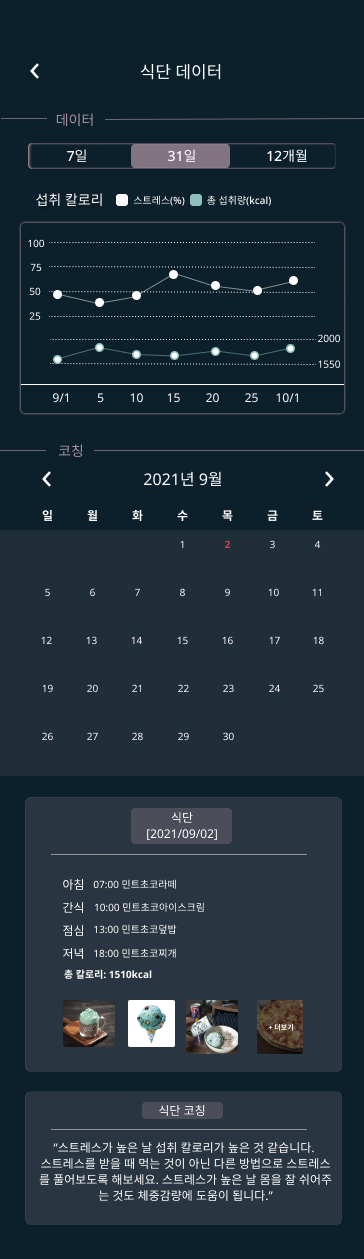 식단 데이터
데이터
7일 31일 12개월
섭취 칼로리 스트레스(%) 총 섭취량(kcal)
100
75
50
25
2000
1550
9/1 5 10 15 20 25 10/1
코칭
2021년 9월
일 월 화 수 목 금 토
1 2 3 4
5 6 7 8 9 10 11
12 13 14 15 16 17 18
19 20 21 22 23 24 25
26 27 28 29 30
식단
[2021/09/02]
아침 07:00 민트초코라떼
간식 10:00 민트초코아이스크림
점심 13:00 민트초코덮밥
저녁 18:00 민트초코찌개
총 칼로리: 1510kcal
+ 더보기
식단 코칭
“스트레스가 높은 날 섭취 칼로리가 높은 것 같습니다.
스트레스를 받을 때 먹는 것이 아닌 다른 방법으로 스트레스
를 풀어보도록 해보세요. 스트레스가 높은 날 몸을 잘 쉬어주
는 것도 체중감량에 도움이 됩니다.”